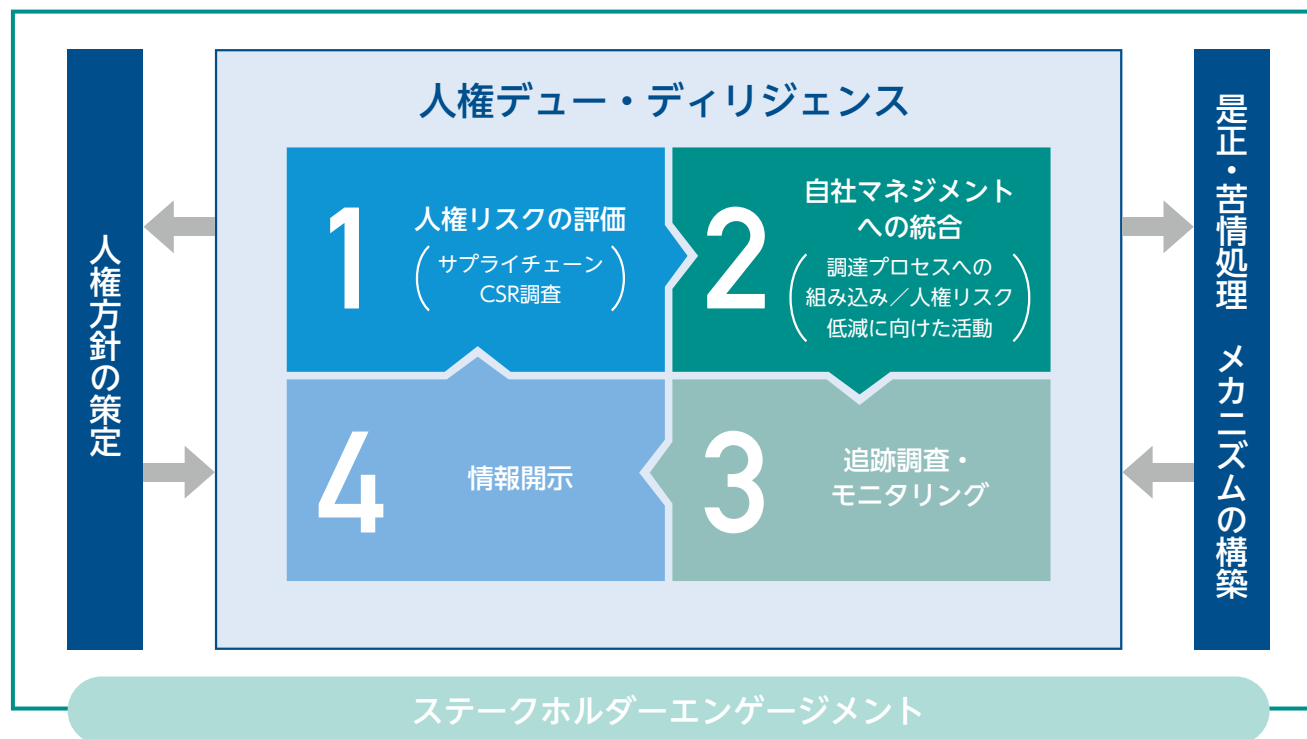 人権方針の策定
人権デュー・ディリジェンス
1
人権リスクの評価
(サプライチェーン
CSR調査)
2
自社マネジメント
への統合
(調達プロセスへの
組み込み／人権リスク
低減に向けた活動)
3
追跡調査・
モニタリング
4
情報開示
是正・苦情処理　メカニズムの構築
ステークホルダーエンゲージメント